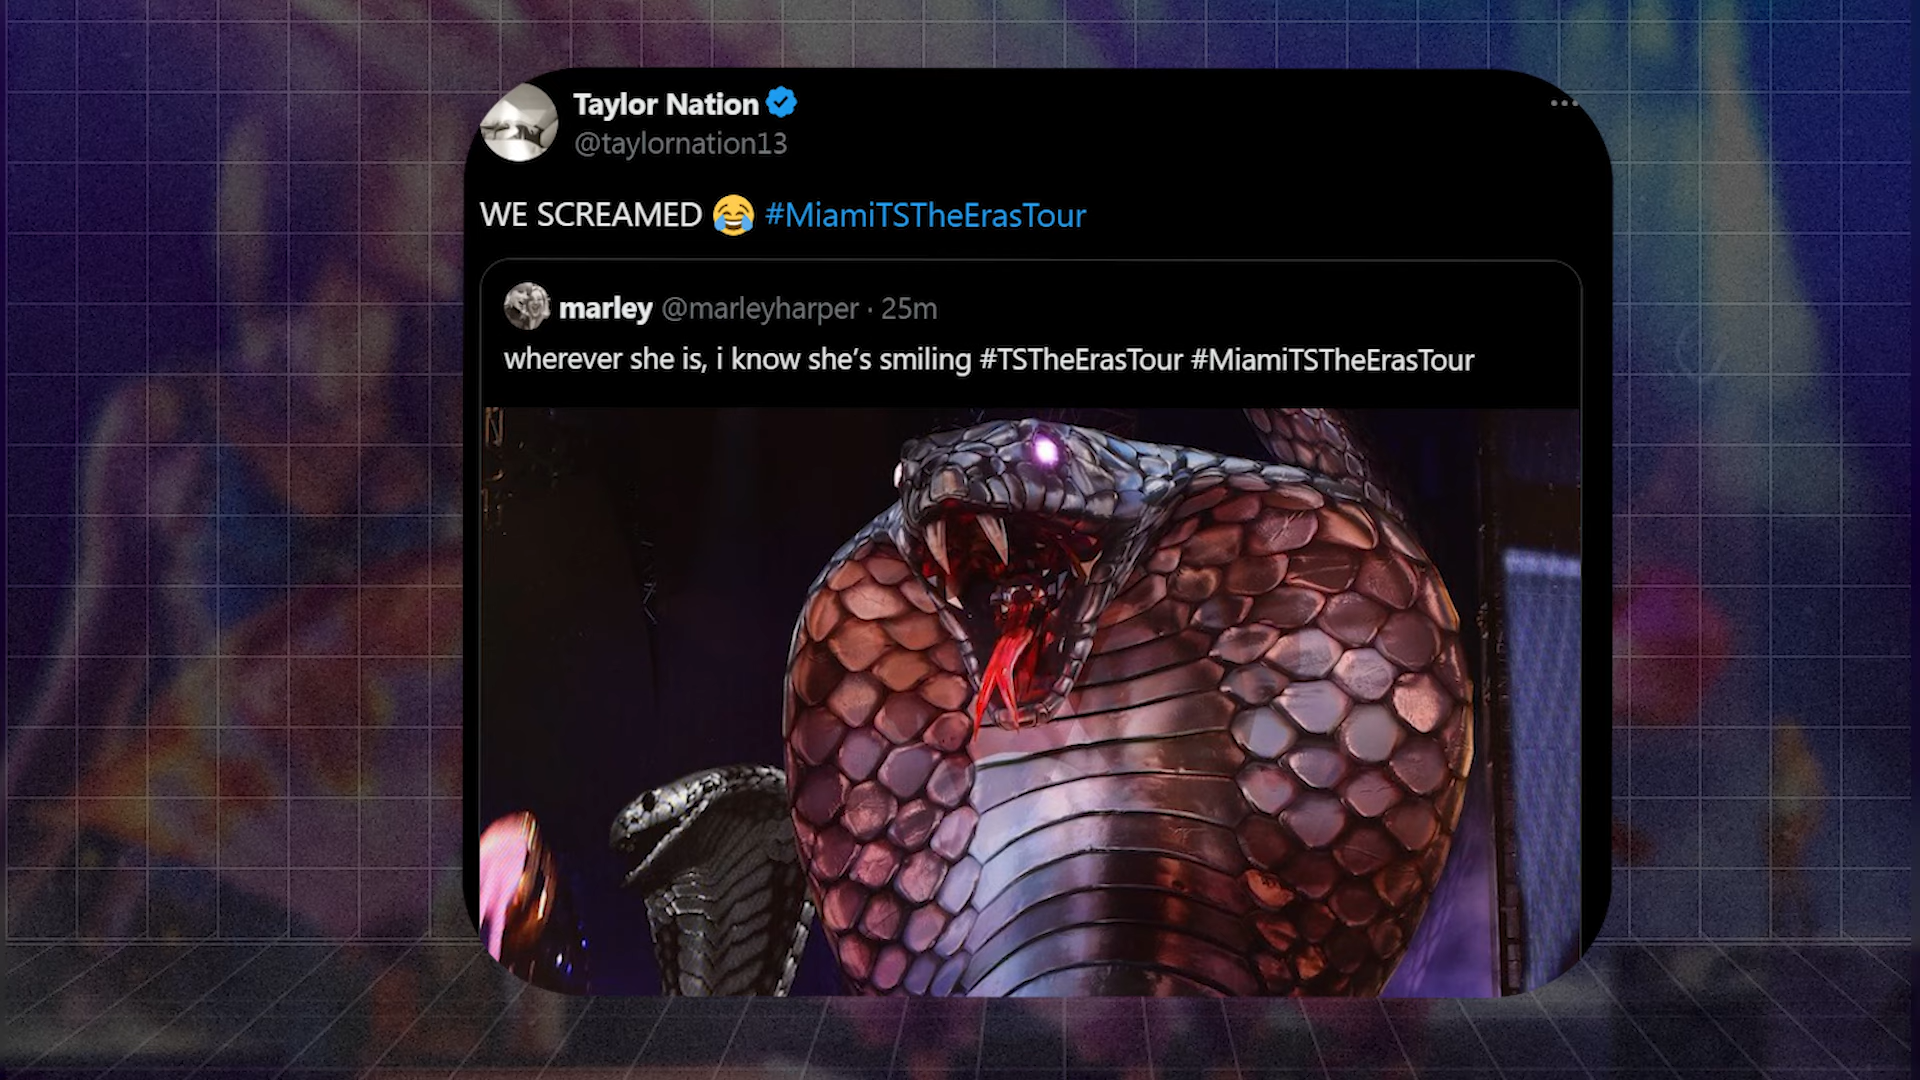 Taylor Nation
@taylornation13
WE SCREAMED 😂 #MiamiTSTheErasTour
marley @marleyharper · 25m
wherever she is, i know she’s smiling #TSTheErasTour #MiamiTSTheErasTour